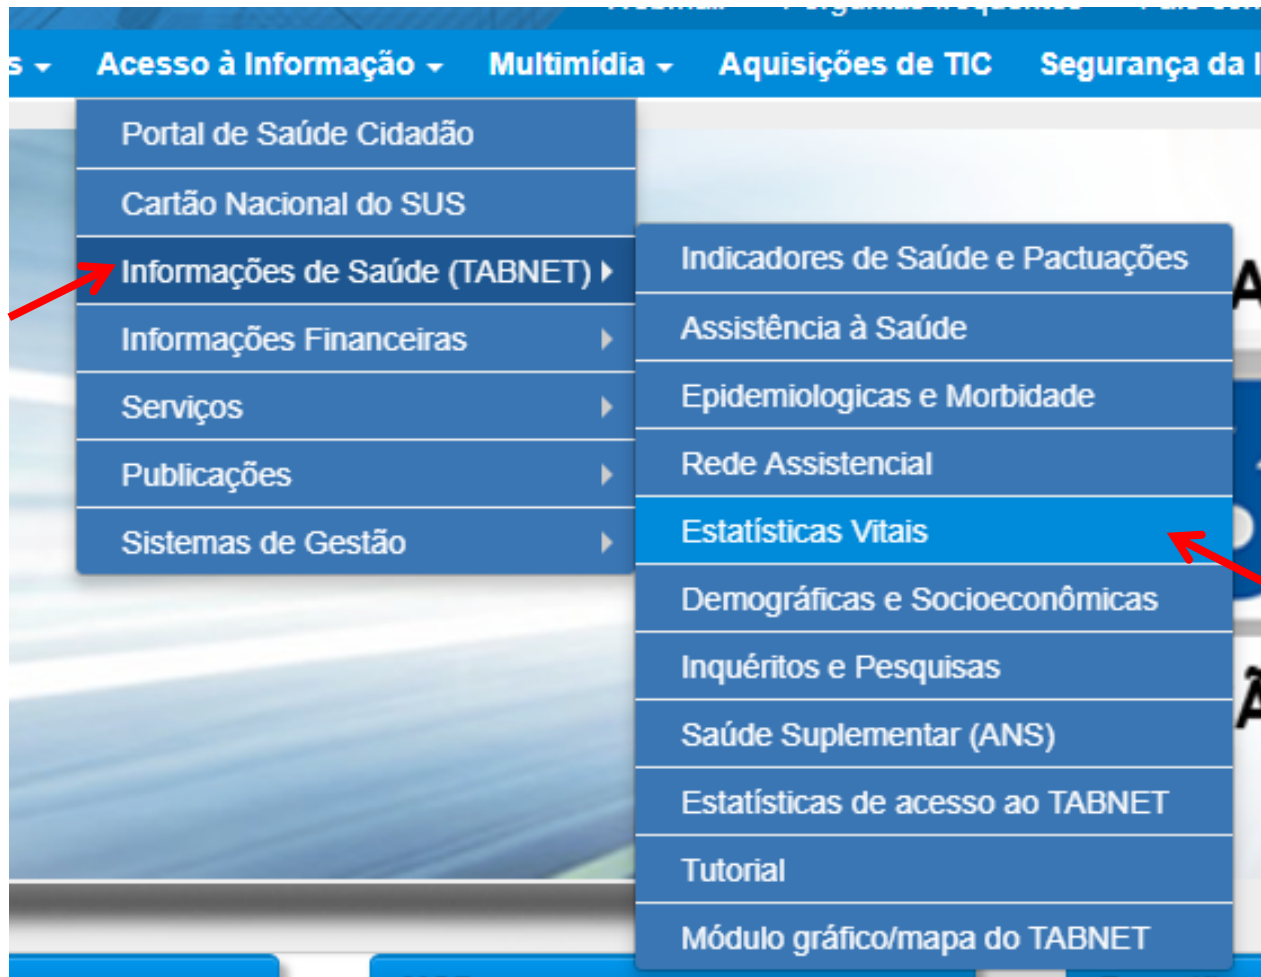 Acesso à Informação
Multimídia
Aquisições de TIC
Segurança da
Portal de Saúde Cidadão
Cartão Nacional do SUS
Informações de Saúde (TABNET)
Informações Financeiras
Serviços
Publicações
Sistemas de Gestão
Indicadores de Saúde e Pactuações
Assistência à Saúde
Epidemiologicas e Morbidade
Rede Assistencial
Estatísticas Vitais
Demográficas e Socioeconômicas
Inquéritos e Pesquisas
Saúde Suplementar (ANS)
Estatísticas de acesso ao TABNET
Tutorial
Módulo gráfico/mapa do TABNET